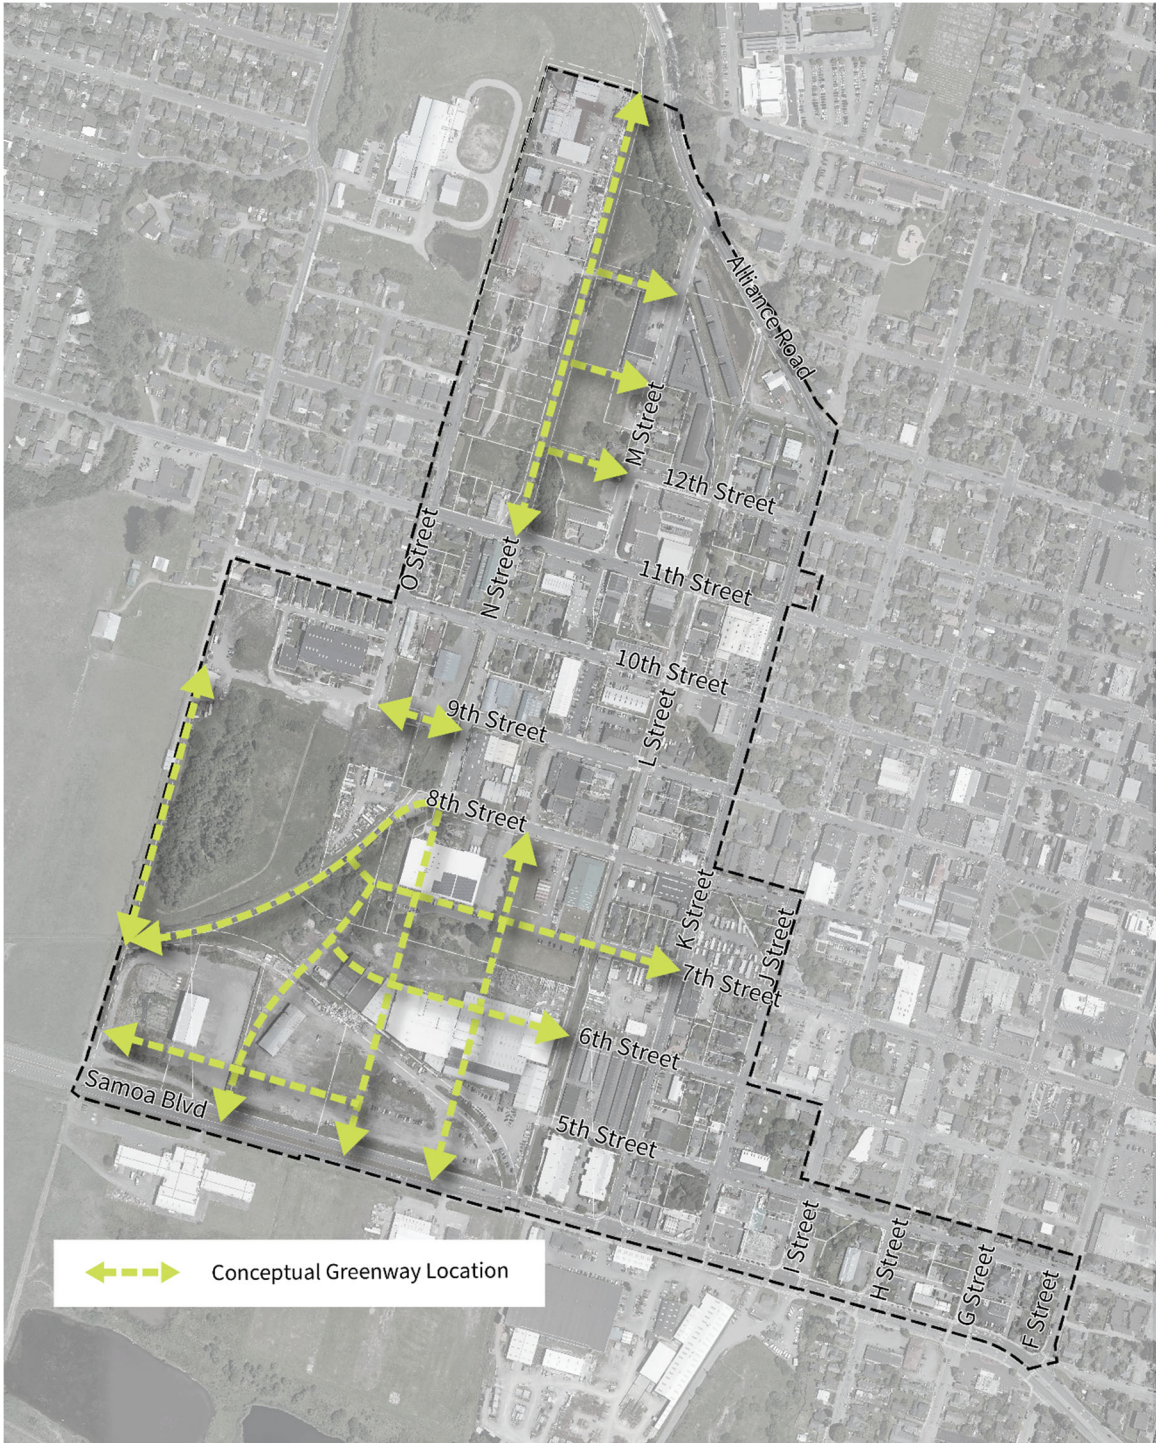 Alliance Road
M Street
12th Street
O Street
N Street
11th Street
10th Street
L Street
9th Street
8th Street
K Street
J Street
7th Street
6th Street
Samoa Blvd
5th Street
I Street
H Street
G Street
F Street
Conceptual Greenway Location